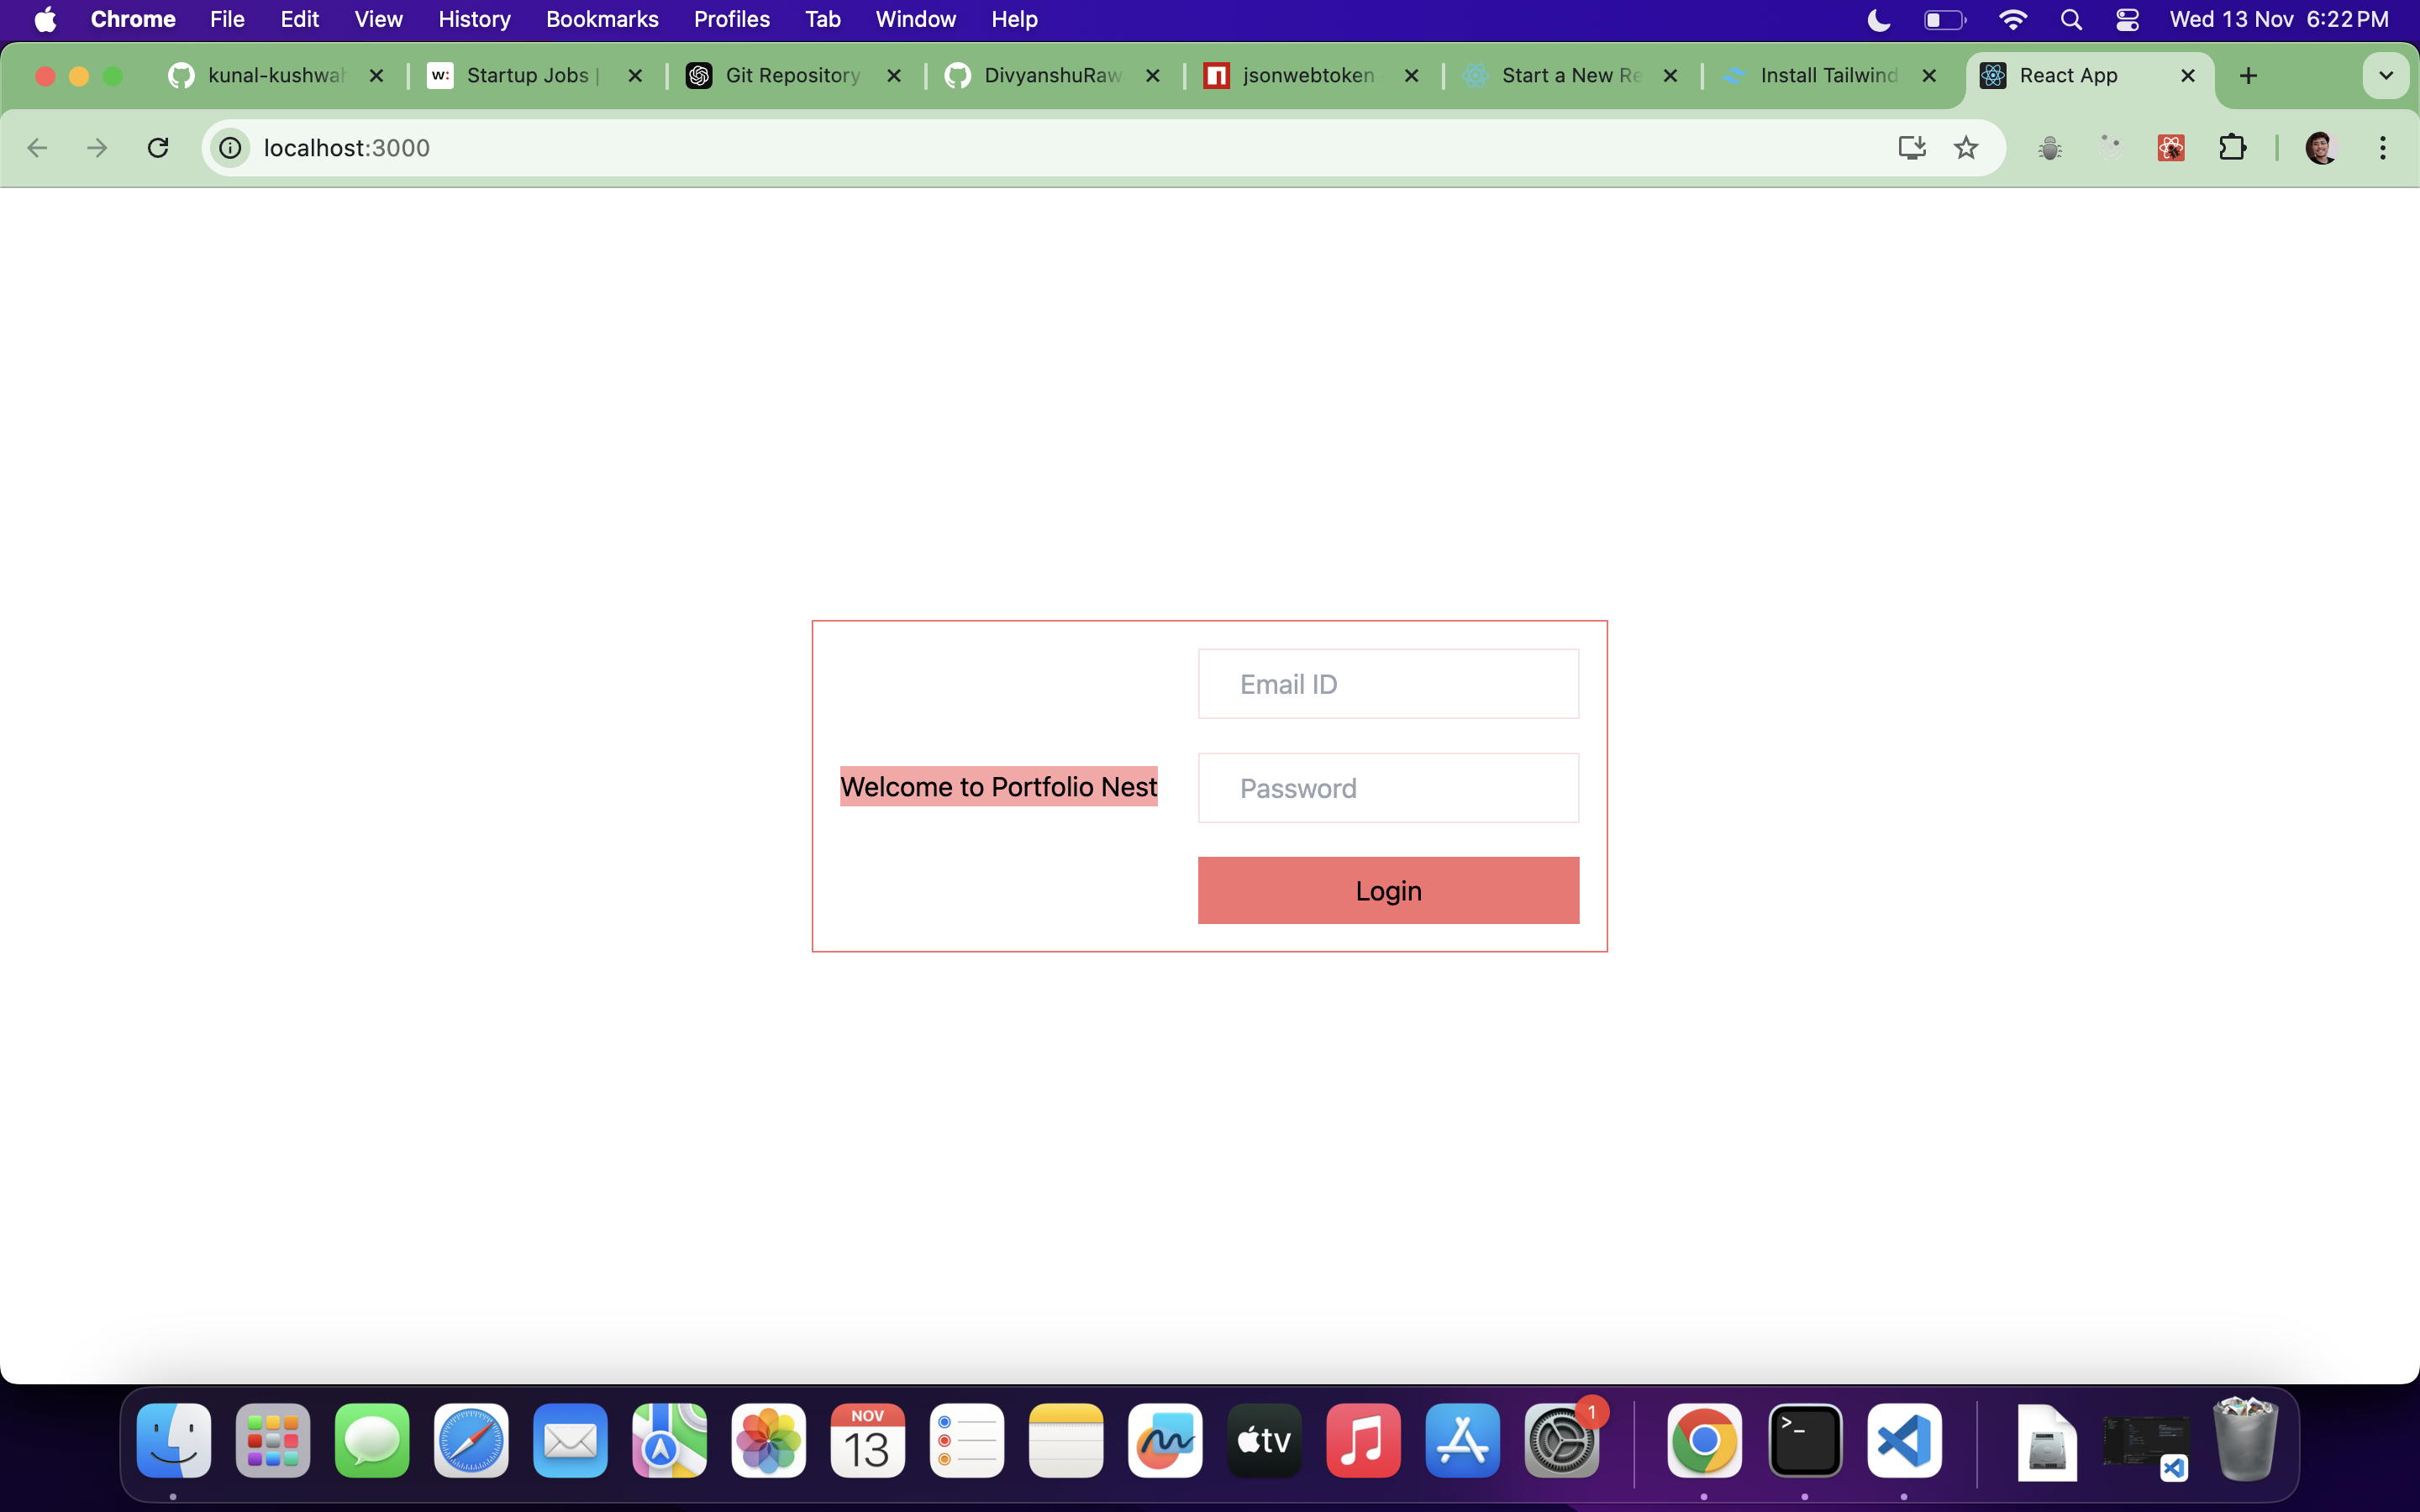 Chrome File Edit View History Bookmarks Profiles Tab Window Help Wed 13 Nov 6:22 PM
kunal-kushwah Startup Jobs | Git Repository DivyanshuRaw jsonwebtoken Start a New Re Install Tailwind React App
localhost:3000
Email ID
Welcome to Portfolio Nest
Password
Login
NOV
13
tv
1